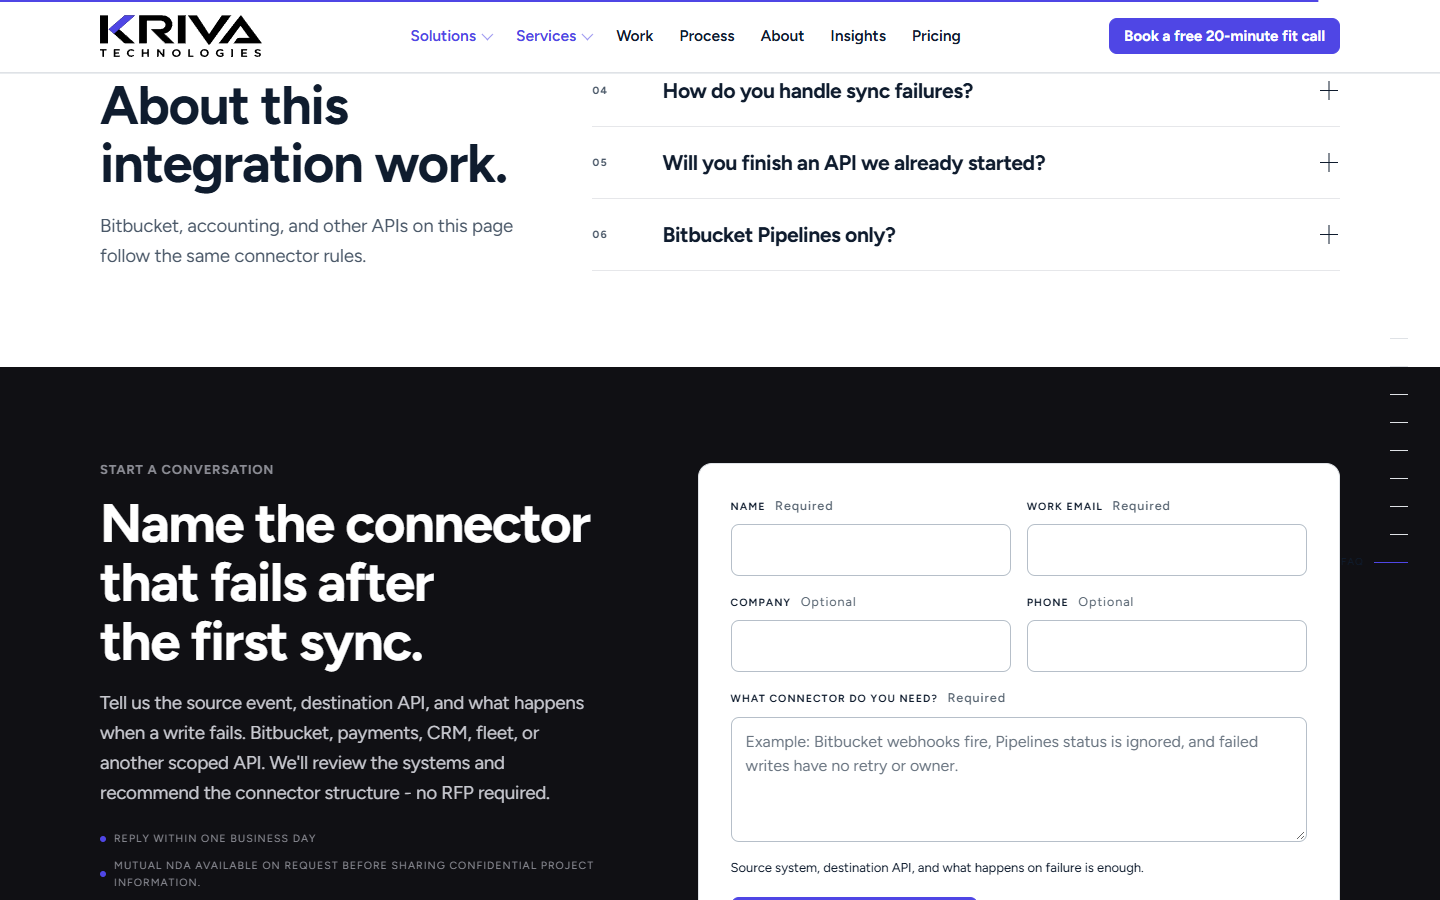 KRIVA
TECHNOLOGIES
Solutions
Services
Work
Process
About
Insights
Pricing
Book a free 20-minute fit call
About this
integration work.
Bitbucket, accounting, and other APIs on this page
follow the same connector rules.
04 How do you handle sync failures?
05 Will you finish an API we already started?
06 Bitbucket Pipelines only?
FAQ
START A CONVERSATION
Name the connector
that fails after
the first sync.
Tell us the source event, destination API, and what happens
when a write fails. Bitbucket, payments, CRM, fleet, or
another scoped API. We'll review the systems and
recommend the connector structure - no RFP required.
REPLY WITHIN ONE BUSINESS DAY
MUTUAL NDA AVAILABLE ON REQUEST BEFORE SHARING CONFIDENTIAL PROJECT
INFORMATION.
NAME Required
WORK EMAIL Required
COMPANY Optional
PHONE Optional
WHAT CONNECTOR DO YOU NEED? Required
Example: Bitbucket webhooks fire, Pipelines status is ignored, and failed
writes have no retry or owner.
Source system, destination API, and what happens on failure is enough.